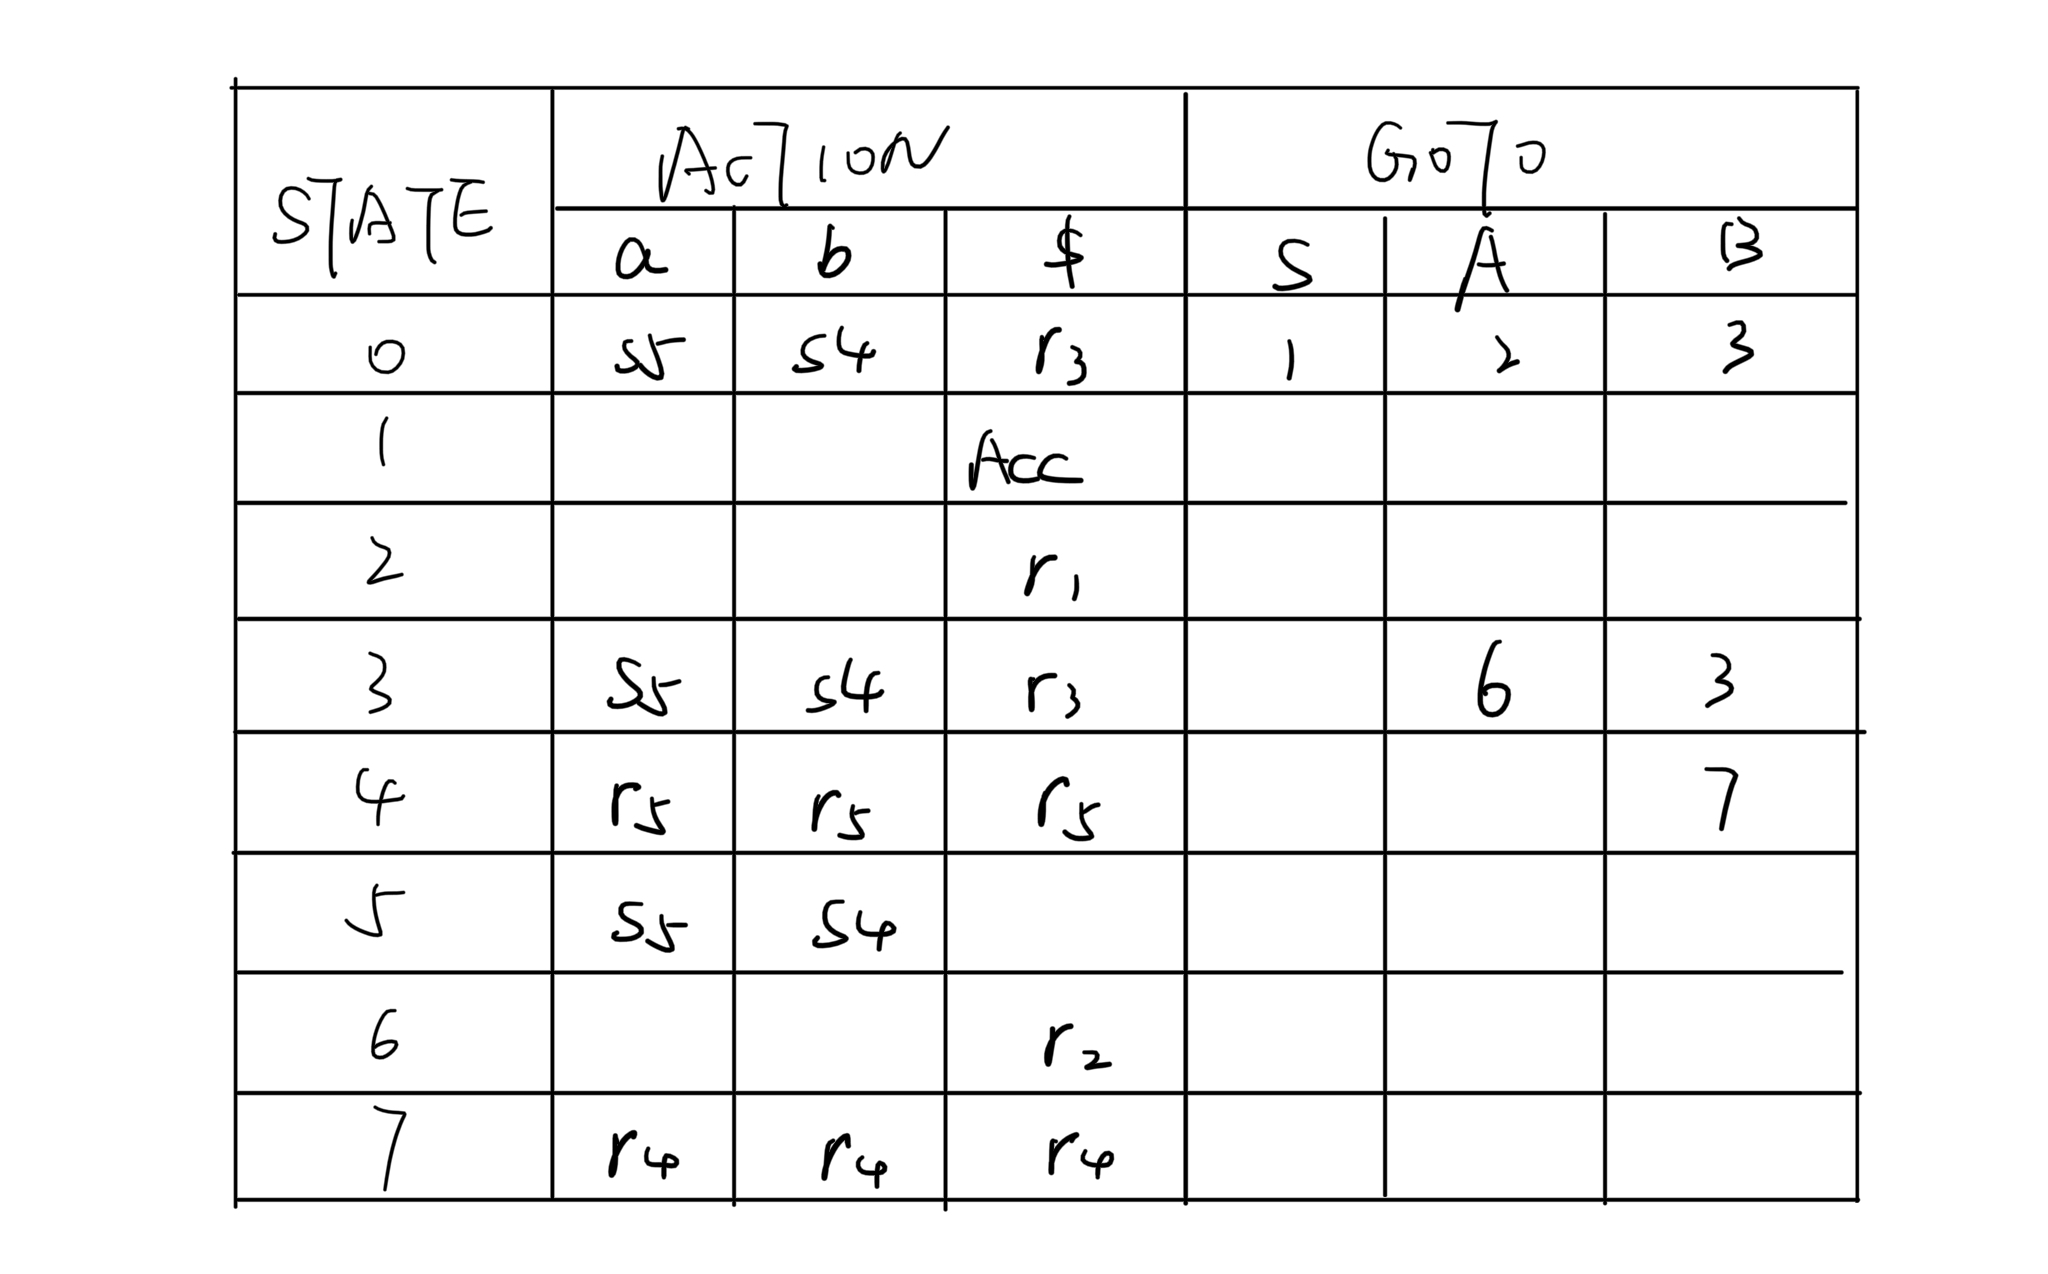 STATE ACTION GOTO
a b $ S A B
0 s5 s4 r3 1 2 3
1 Acc
2 r1
3 s5 s4 r3 6 3
4 r5 r5 r5 7
5 s5 s4
6 r2
7 r4 r4 r4